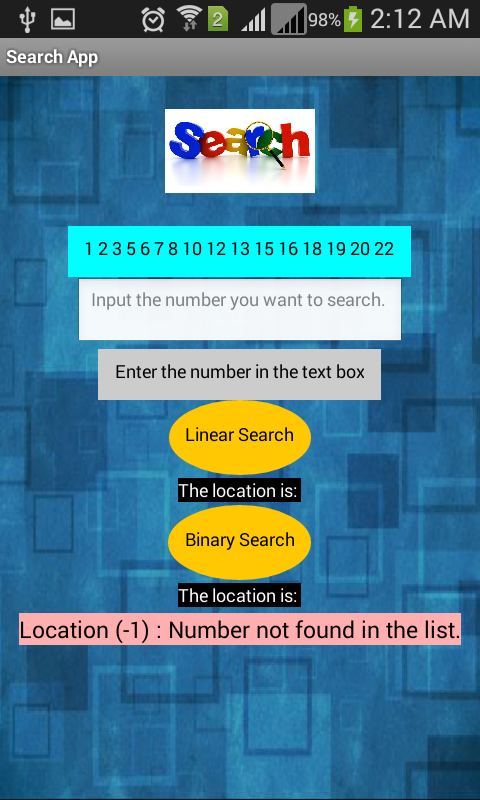 2 98% 2:12 AM
Search App
Search
1 2 3 5 6 7 8 10 12 13 15 16 18 19 20 22
Input the number you want to search.
Enter the number in the text box
Linear Search
The location is:
Binary Search
The location is:
Location (-1) : Number not found in the list.